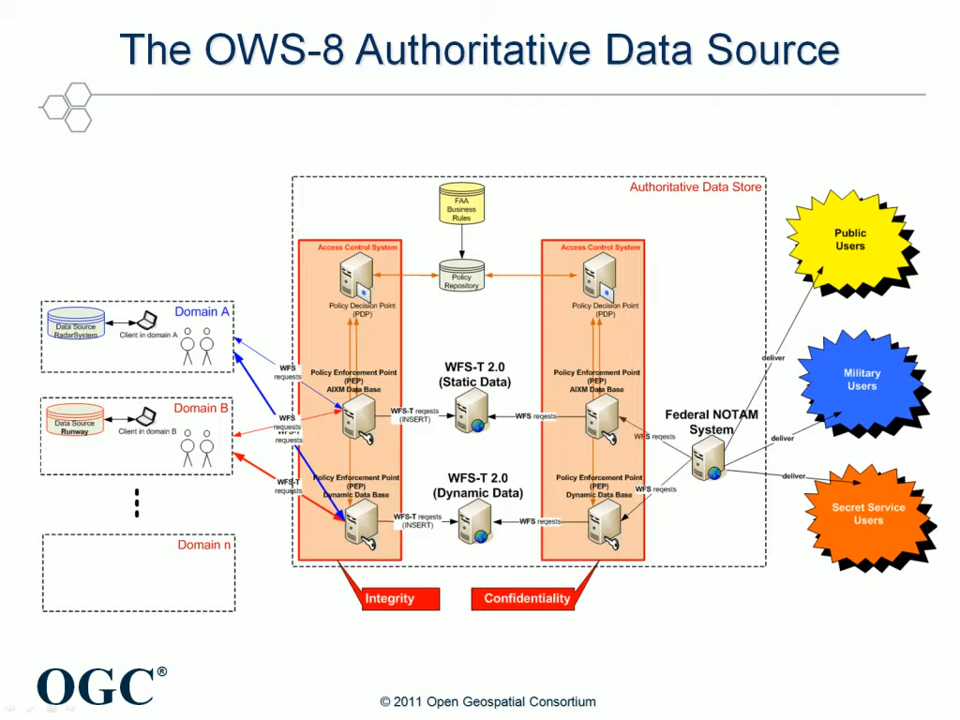 The OWS-8 Authoritative Data Source
Authoritative Data Store
FAA
Business
Rules
Policy
Repository
Access Control System
Policy Decision Point
(PDP)
Access Control System
Policy Decision Point
(PDP)
Domain A
Data Source
RadarSystem
Client in domain A
Domain B
Data Source
Runway
Client in domain B
Domain n
WFS
requests
WFS
requests
WFS-T
requests
WFS-T
requests
Policy Enforcement Point
(PEP)
AIXM Data Base
Policy Enforcement Point
(PEP)
Dynamic Data Base
WFS-T reqests
(INSERT)
WFS-T reqests
(INSERT)
WFS-T 2.0
(Static Data)
WFS-T 2.0
(Dynamic Data)
WFS reqests
WFS reqests
Policy Enforcement Point
(PEP)
AIXM Data Base
Policy Enforcement Point
(PEP)
Dynamic Data Base
WFS reqests
WFS reqests
Federal NOTAM
System
deliver
deliver
deliver
Public
Users
Military
Users
Secret Service
Users
Integrity
Confidentiality
OGC®
© 2011 Open Geospatial Consortium